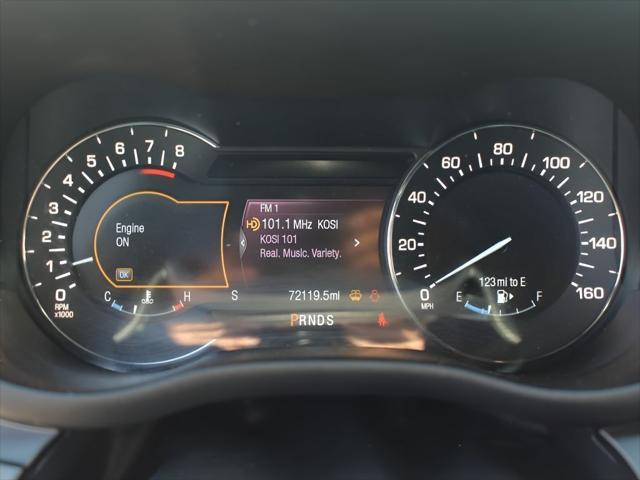 0 1 2 3 4 5 6 7 8
RPM
x1000
Engine
ON
OK
C H
FM 1
HD 101.1 MHz KOSI
KOSI 101
Real. Music. Variety.
S 72119.5mi
PRNDS
0 20 40 60 80 100 120 140 160
MPH
123 mi to E
E F